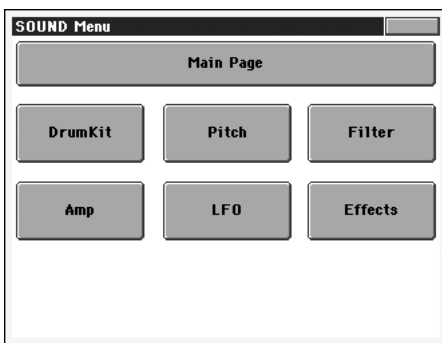 SOUND Menu
Main Page
DrumKit Pitch Filter
Amp LFO Effects